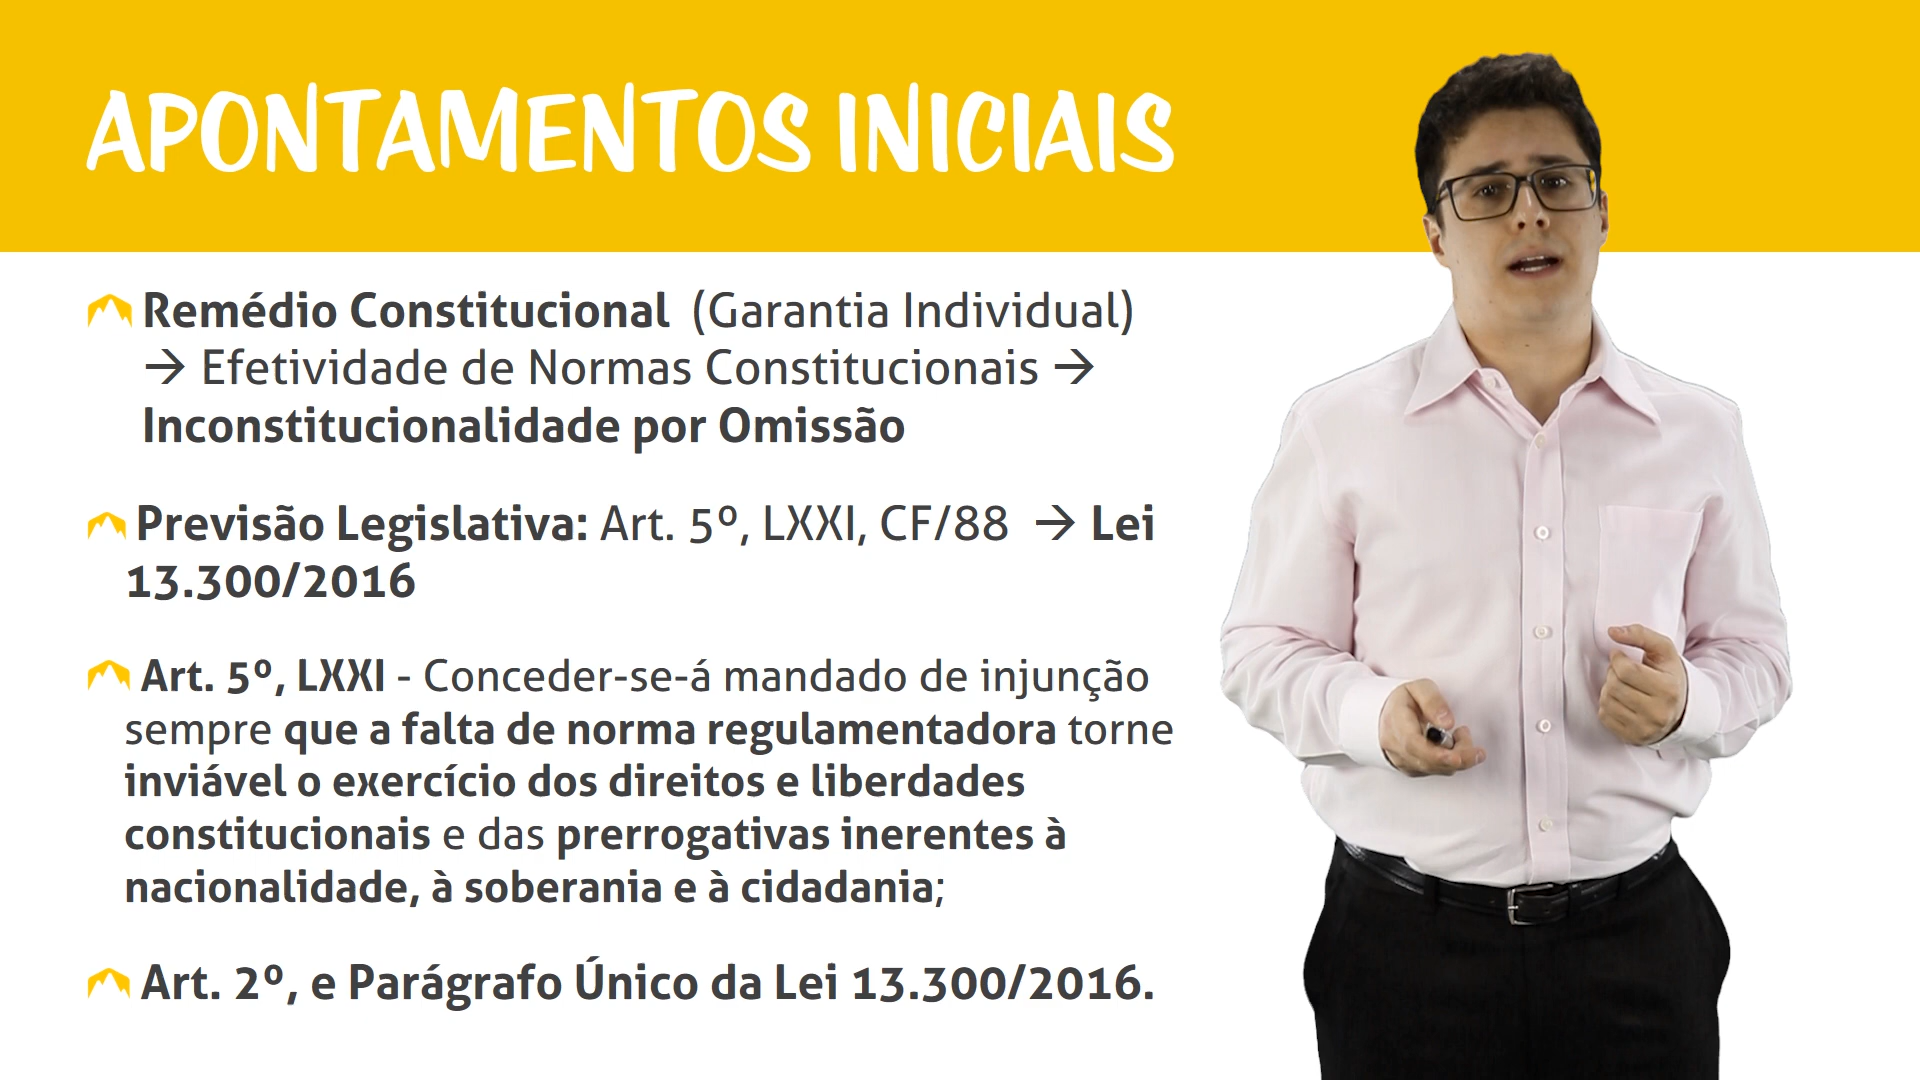 APONTAMENTOS INICIAIS
Remédio Constitucional (Garantia Individual)
→ Efetividade de Normas Constitucionais →
Inconstitucionalidade por Omissão
Previsão Legislativa: Art. 5º, LXXI, CF/88 → Lei
13.300/2016
Art. 5º, LXXI - Conceder-se-á mandado de injunção
sempre que a falta de norma regulamentadora torne
inviável o exercício dos direitos e liberdades
constitucionais e das prerrogativas inerentes à
nacionalidade, à soberania e à cidadania;
Art. 2º, e Parágrafo Único da Lei 13.300/2016.